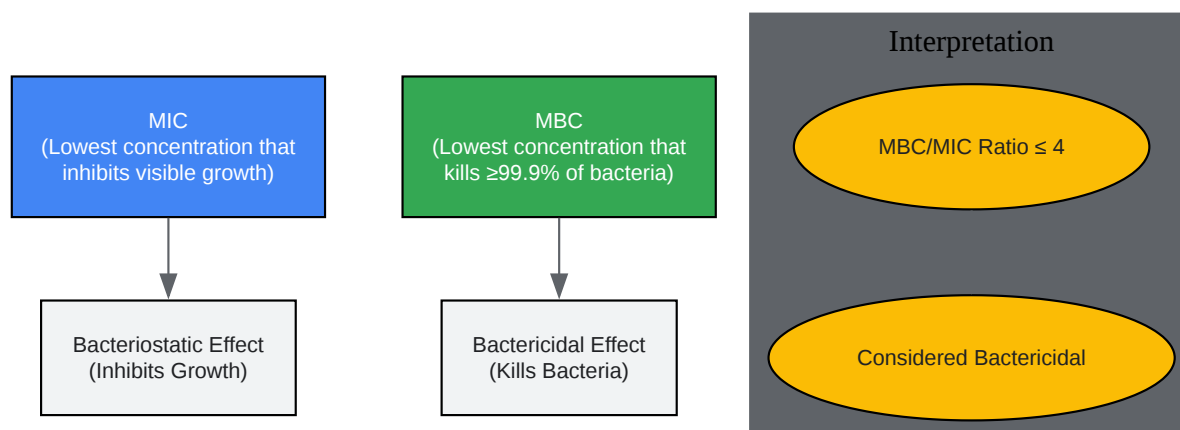 MIC
(Lowest concentration that
inhibits visible growth)
Bacteriostatic Effect
(Inhibits Growth)
MBC
(Lowest concentration that
kills ≥99.9% of bacteria)
Bactericidal Effect
(Kills Bacteria)
Interpretation
MBC/MIC Ratio ≤ 4
Considered Bactericidal